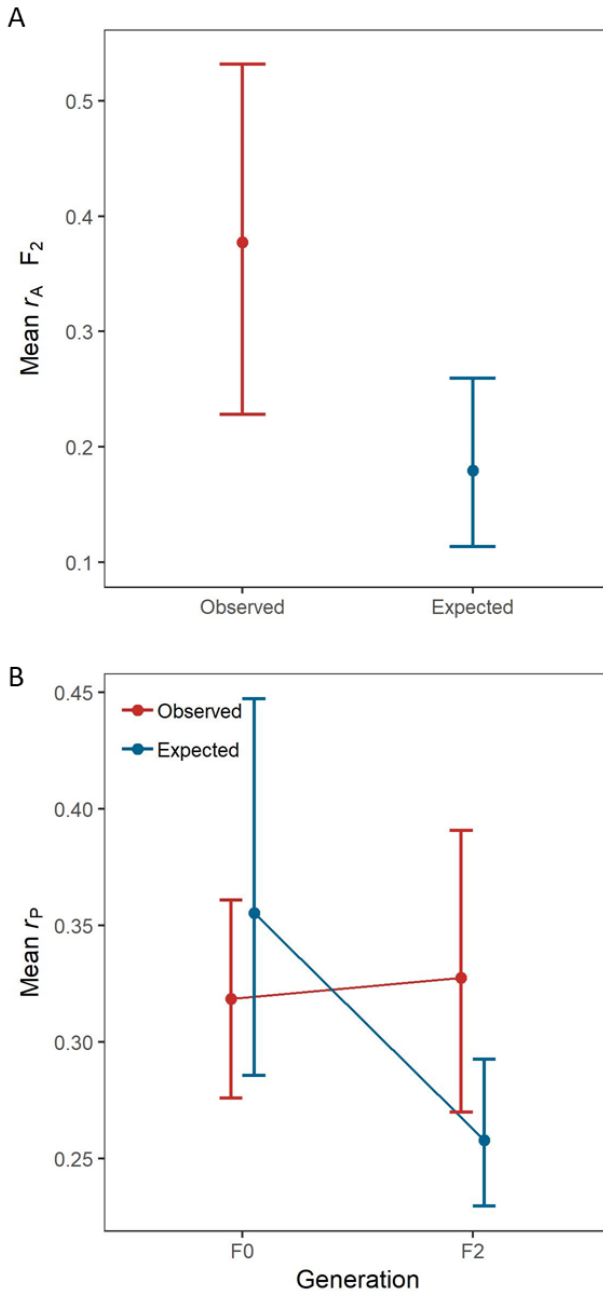 A
Mean rA F2
0.5
0.4
0.3
0.2
0.1
Observed Expected
B
Mean rP
0.45
0.40
0.35
0.30
0.25
Observed
Expected
F0 F2
Generation